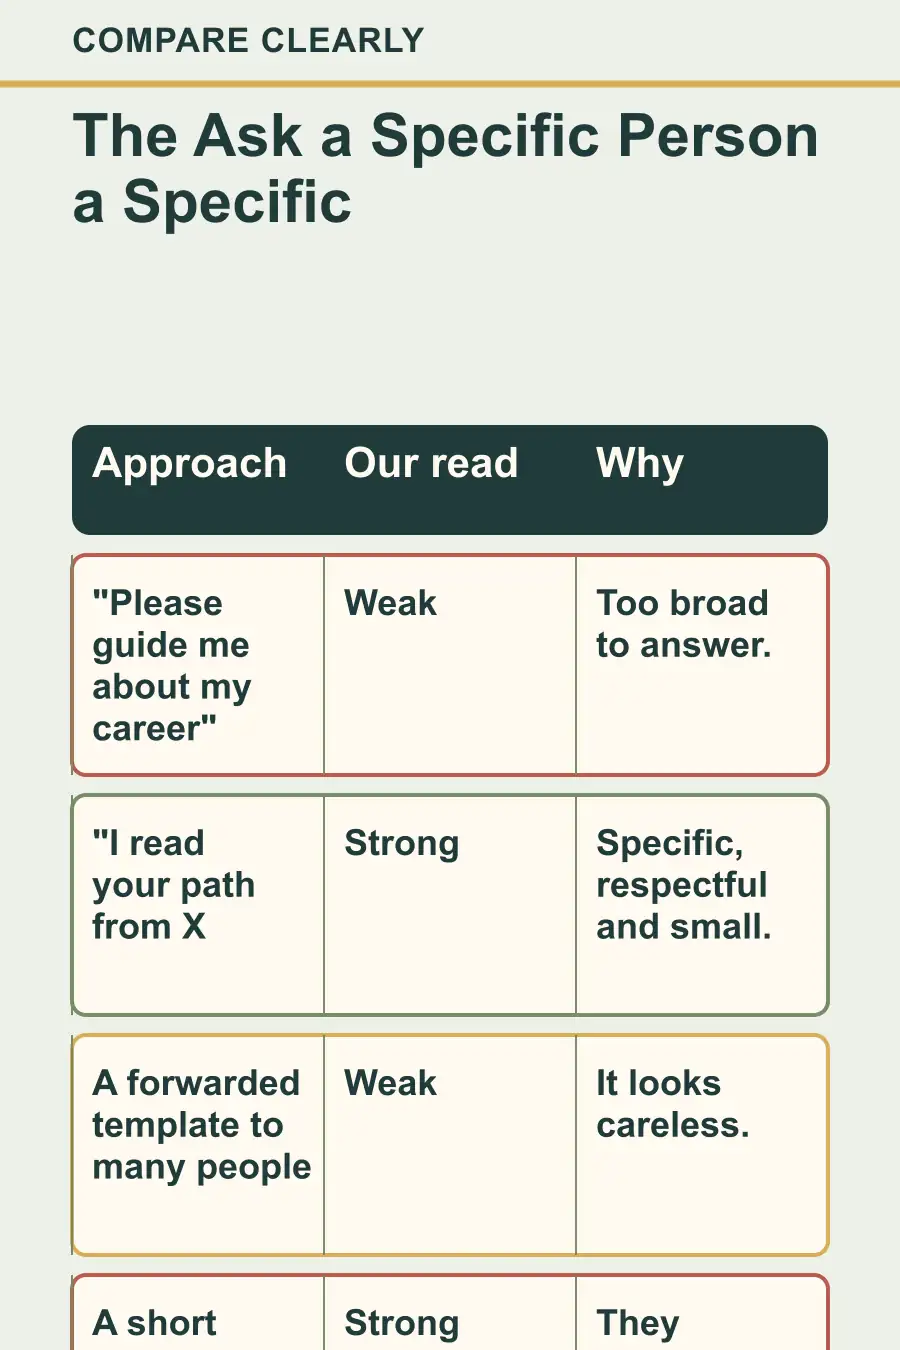 COMPARE CLEARLY
The Ask a Specific Person
a Specific
Approach Our read Why
"Please
guide me
about my
career"
Weak
Too broad
to answer.
"I read
your path
from X
Strong
Specific,
respectful
and small.
A forwarded
template to
many people
Weak
It looks
careless.
A short
Strong
They